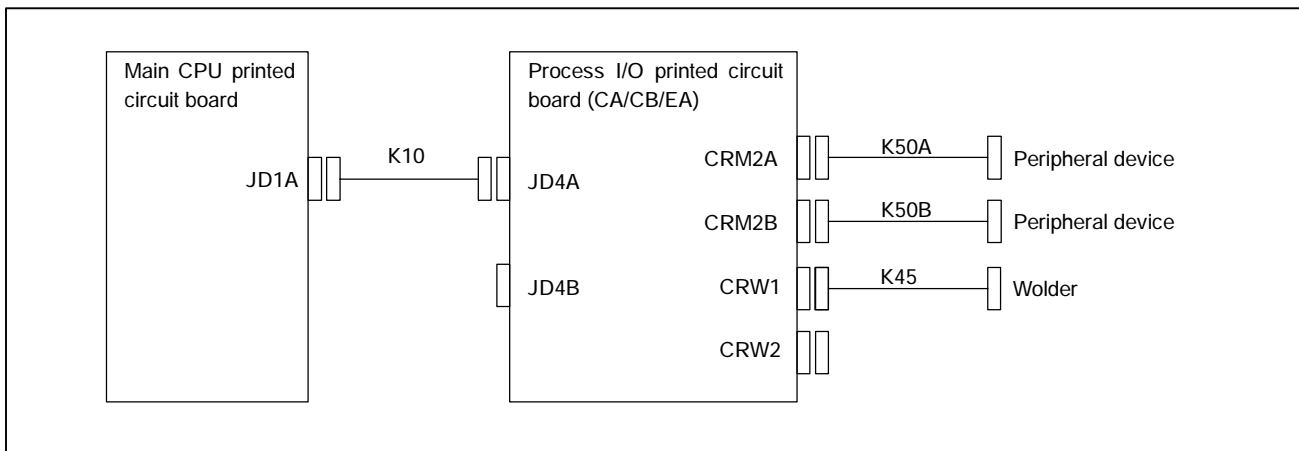 Main CPU printed
circuit board
JD1A
K10
Process I/O printed circuit
board (CA/CB/EA)
JD4A
JD4B
CRM2A
K50A
Peripheral device
CRM2B
K50B
Peripheral device
CRW1
K45
Wolder
CRW2